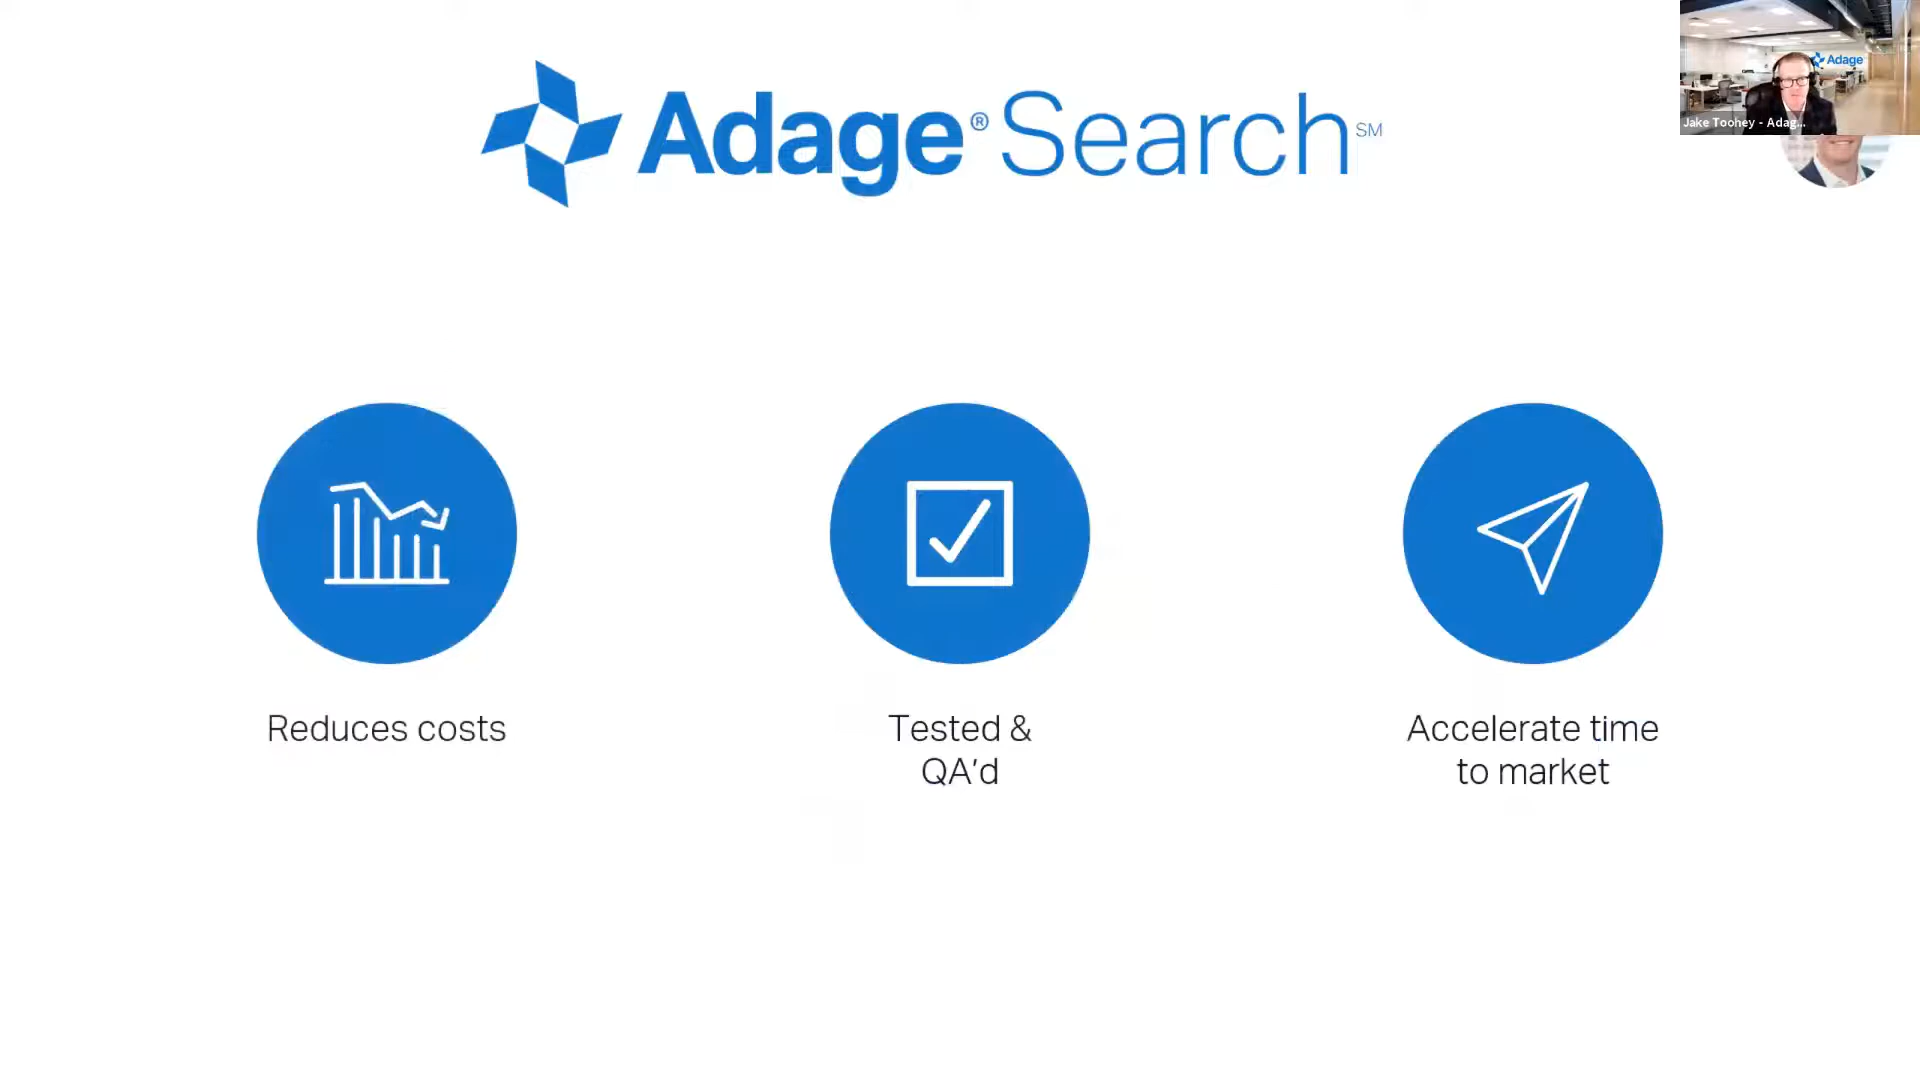 Adage® Search℠
Adage
Jake Toohey - Adag...
Reduces costs
Tested &
QA'd
Accelerate time
to market